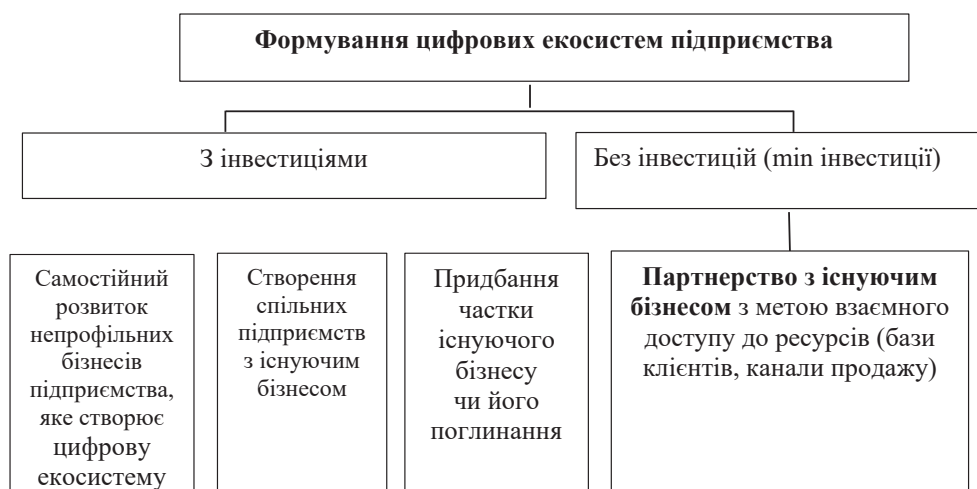 Формування цифрових екосистем підприємства
З інвестиціями
Без інвестицій (min інвестиції)
Самостійний
розвиток
непрофільних
бізнесів
підприємства,
яке створює
цифрову
екосистему
Створення
спільних
підприємств
з існуючим
бізнесом
Придбання
частки
існуючого
бізнесу
чи його
поглинання
Партнерство з існуючим
бізнесом з метою взаємного
доступу до ресурсів (бази
клієнтів, канали продажу)